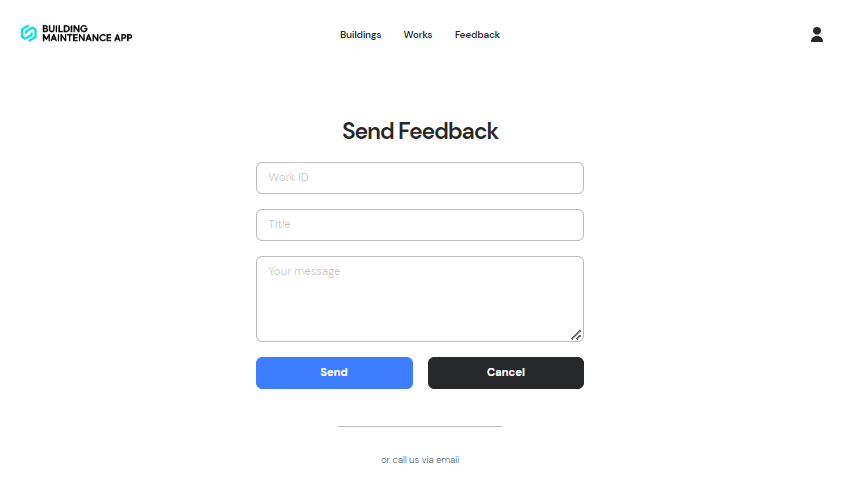 BUILDING
MAINTENANCE APP
Buildings Works Feedback
Send Feedback
Work ID
Title
Your message
Send Cancel
or call us via email